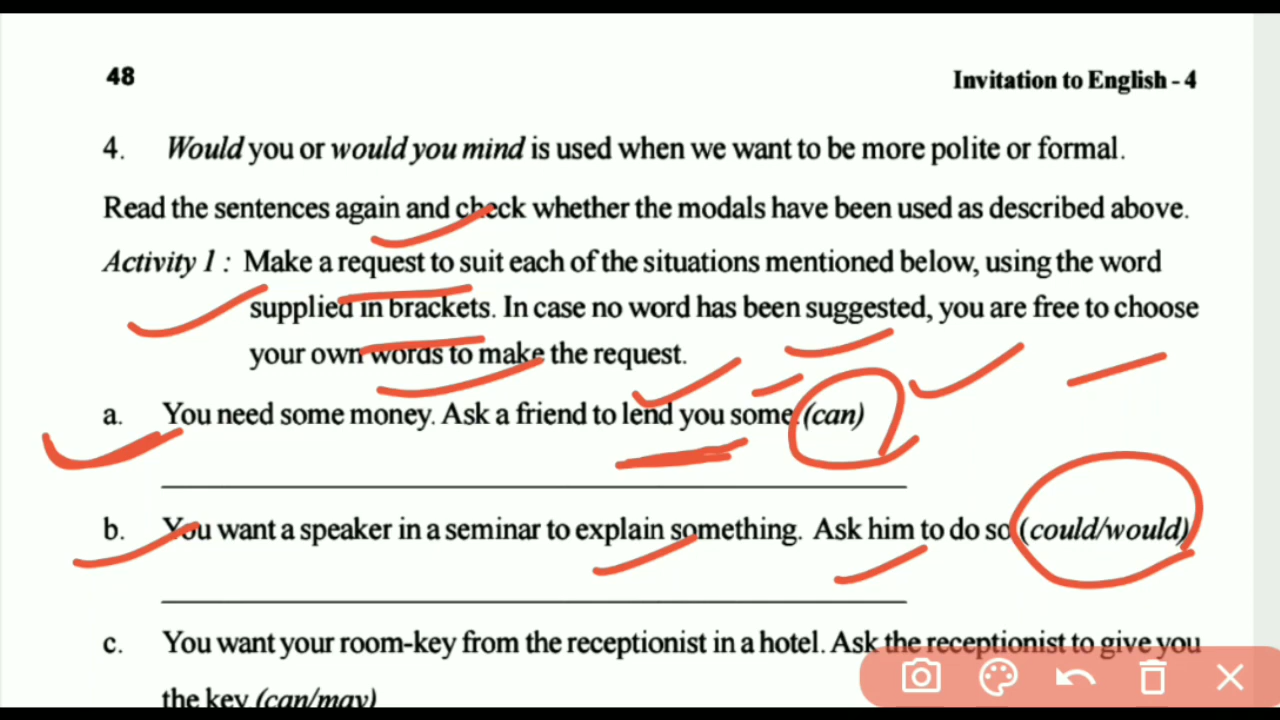 48
Invitation to English - 4
4. Would you or would you mind is used when we want to be more polite or formal.
Read the sentences again and check whether the modals have been used as described above.
Activity 1 : Make a request to suit each of the situations mentioned below, using the word
supplied in brackets. In case no word has been suggested, you are free to choose
your own words to make the request.
a. You need some money. Ask a friend to lend you some. (can)
b. You want a speaker in a seminar to explain something. Ask him to do so (could/would)
c. You want your room-key from the receptionist in a hotel. Ask the receptionist to give you
the key (can/may)